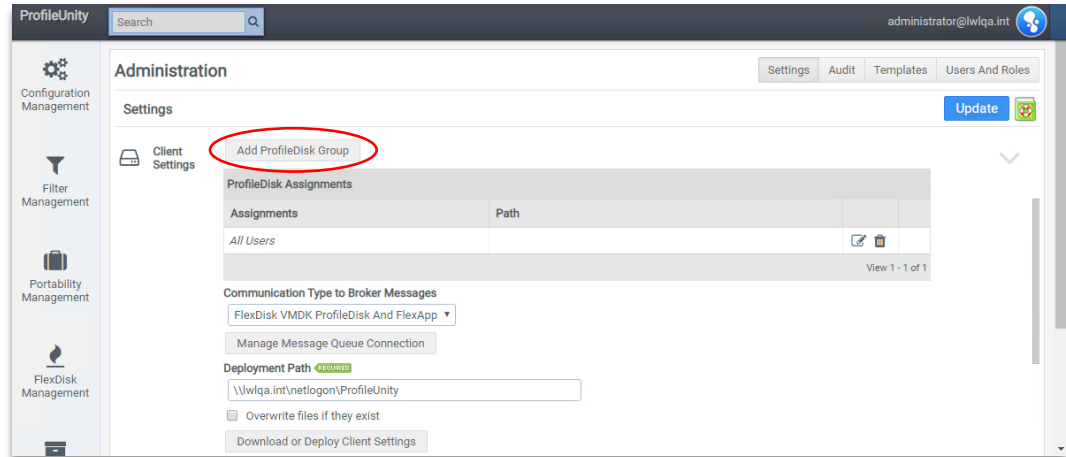 ProfileUnity
Search
administrator@lwlqa.int
Configuration
Management
Filter
Management
Portability
Management
FlexDisk
Management
Administration
Settings
Audit
Templates
Users And Roles
Settings
Update
Client
Settings
Add ProfileDisk Group
ProfileDisk Assignments
Assignments
Path
All Users
View 1 - 1 of 1
Communication Type to Broker Messages
FlexDisk VMDK ProfileDisk And FlexApp
Manage Message Queue Connection
Deployment Path REQUIRED
\\lwlqa.int\netlogon\ProfileUnity
Overwrite files if they exist
Download or Deploy Client Settings